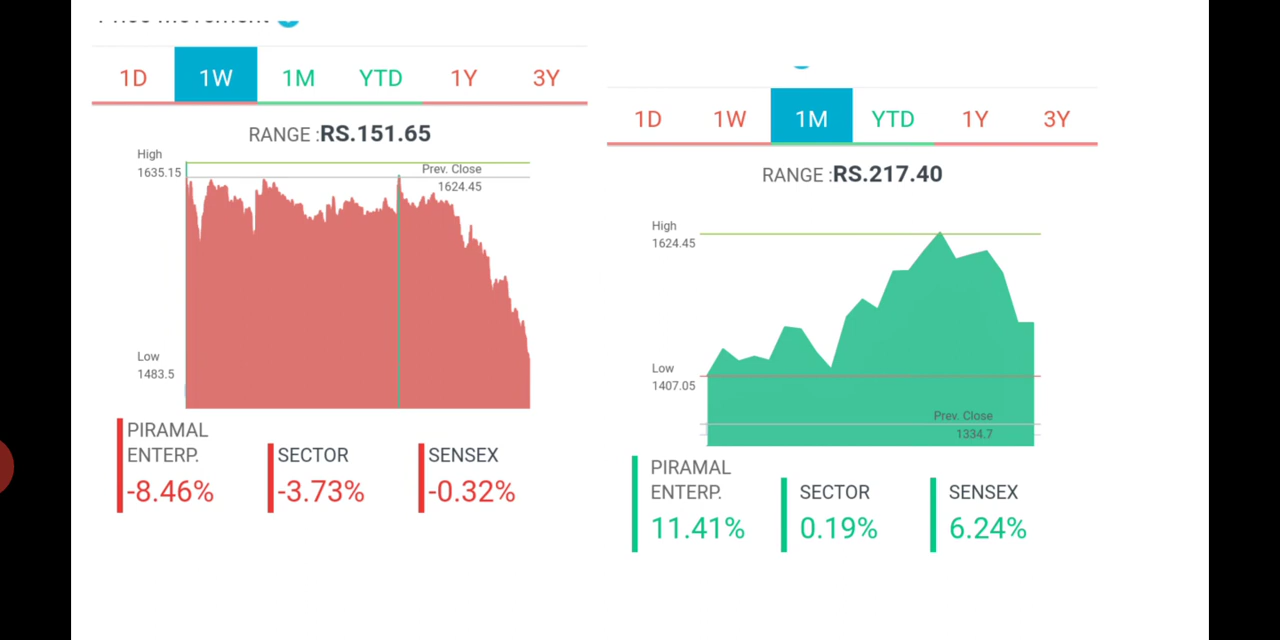 1D 1W 1M YTD 1Y 3Y
RANGE :RS.151.65
High
1635.15
Prev. Close
1624.45
Low
1483.5
PIRAMAL
ENTERP.
-8.46%
SECTOR
-3.73%
SENSEX
-0.32%
1D 1W 1M YTD 1Y 3Y
RANGE :RS.217.40
High
1624.45
Low
1407.05
Prev. Close
1334.7
PIRAMAL
ENTERP.
11.41%
SECTOR
0.19%
SENSEX
6.24%